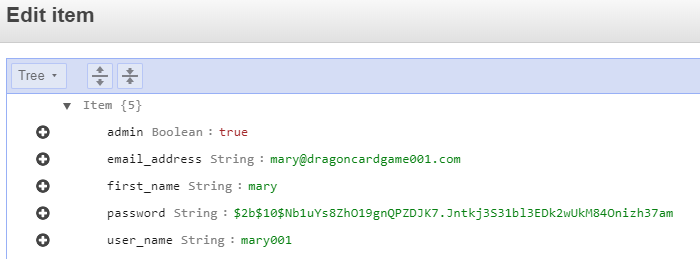 Edit item
Tree
Item {5}
admin Boolean : true
email_address String : mary@dragoncardgame001.com
first_name String : mary
password String : $2b$10$Nb1uYs8ZhO19gnQPZDJK7.Jntkj3S31bl3EDk2wUkM84Onizh37am
user_name String : mary001